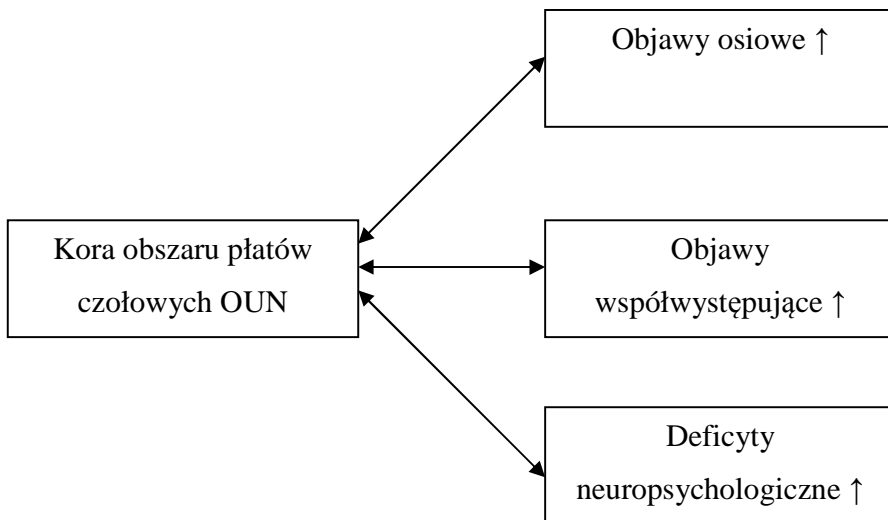 Objawy osiowe ↑
Kora obszaru płatów
czołowych OUN
Objawy
współwystępujące ↑
Deficyty
neuropsychologiczne ↑